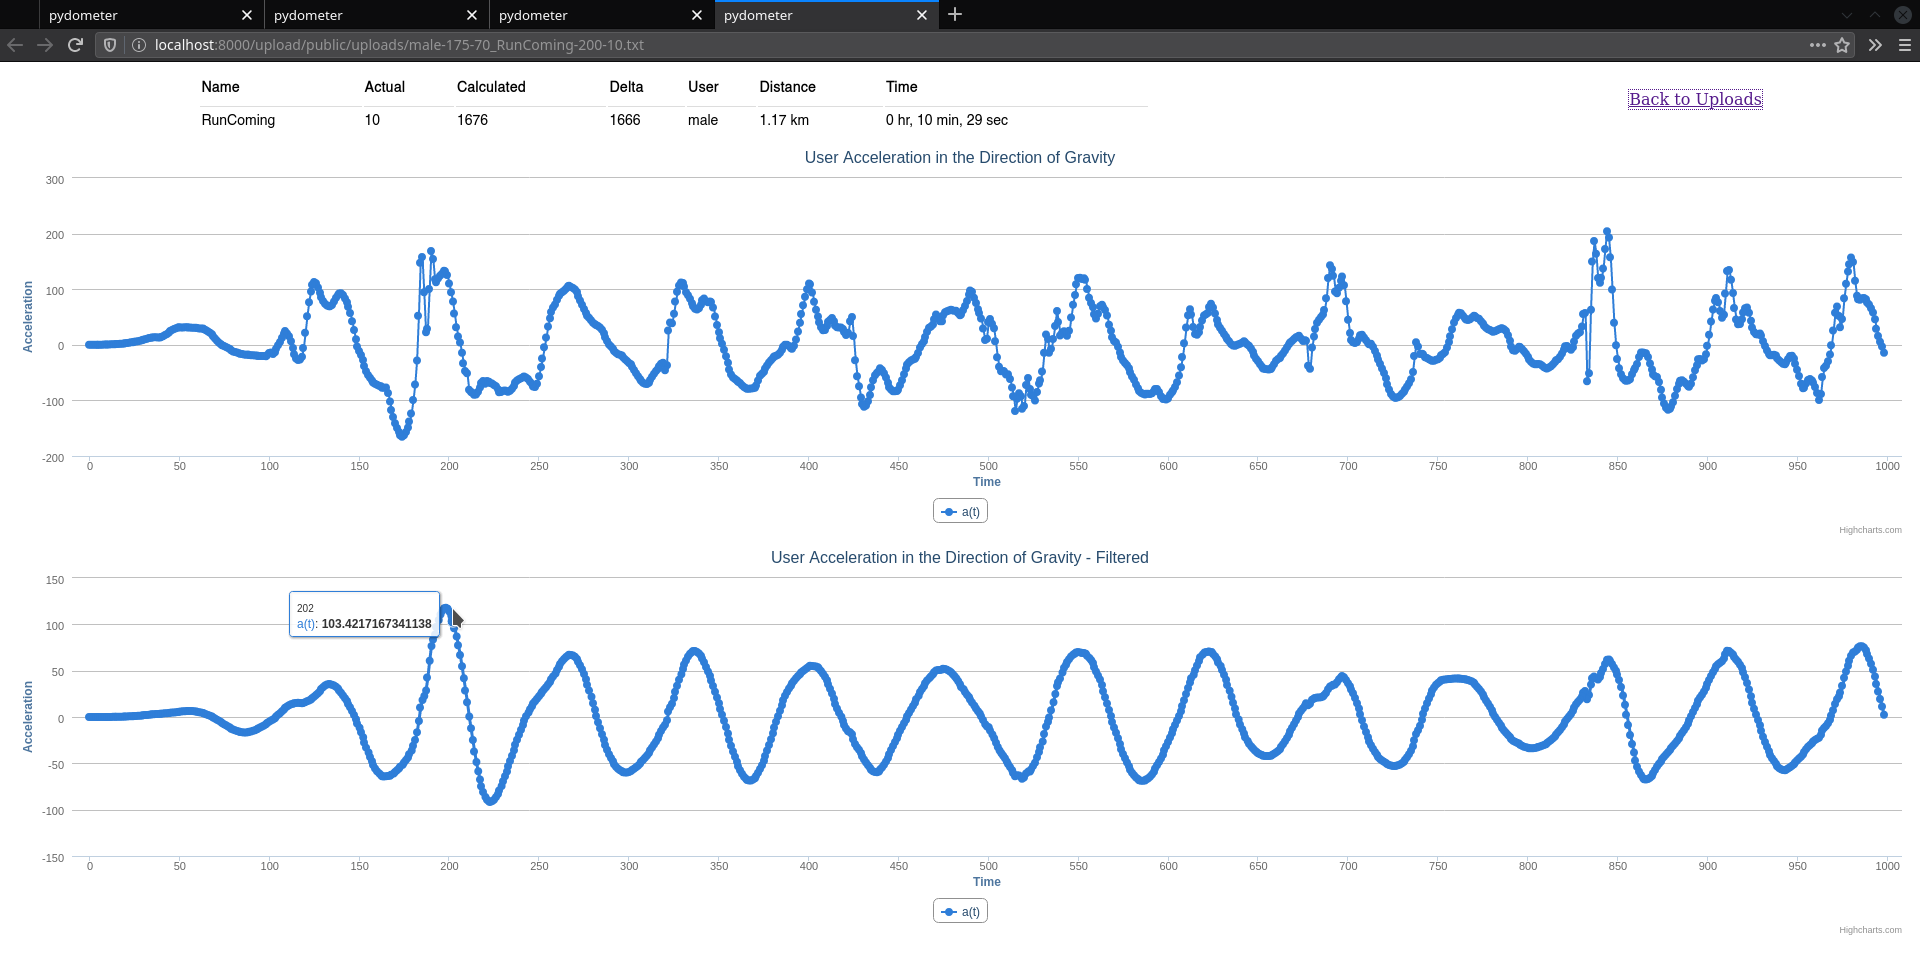 pydometer pydometer pydometer pydometer
localhost:8000/upload/public/uploads/male-175-70_RunComing-200-10.txt
Name Actual Calculated Delta User Distance Time
Back to Uploads
RunComing 10 1676 1666 male 1.17 km 0 hr, 10 min, 29 sec
User Acceleration in the Direction of Gravity
300
200
100
0
-100
-200
Acceleration
0 50 100 150 200 250 300 350 400 450 500 550 600 650 700 750 800 850 900 950 1000
Time
a(t)
Highcharts.com
User Acceleration in the Direction of Gravity - Filtered
150
100
50
0
-50
-100
-150
Acceleration
202
a(t): 103.4217167341138
0 50 100 150 200 250 300 350 400 450 500 550 600 650 700 750 800 850 900 950 1000
Time
a(t)
Highcharts.com